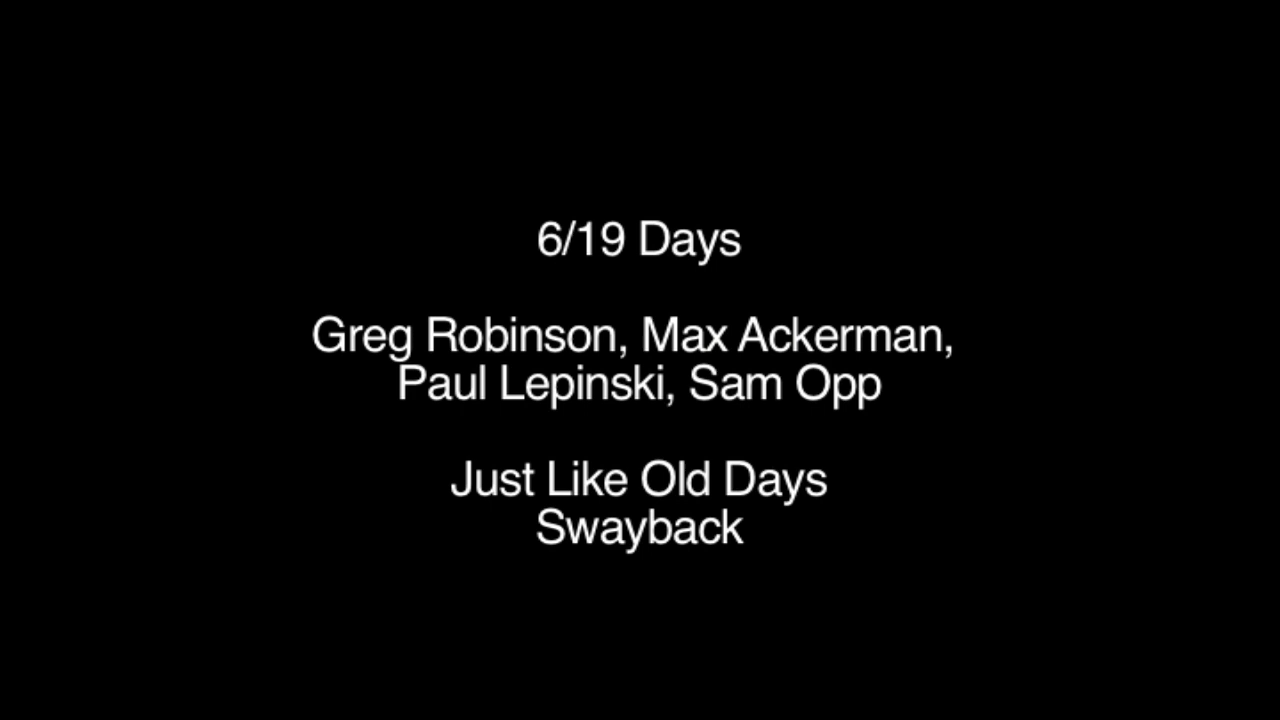 6/19 Days
Greg Robinson, Max Ackerman,
Paul Lepinski, Sam Opp
Just Like Old Days
Swayback